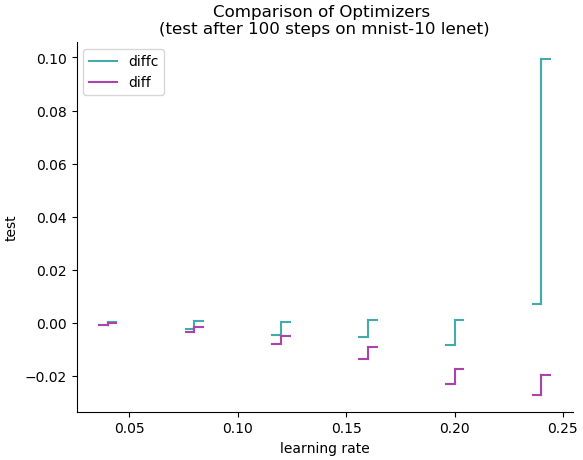 Comparison of Optimizers
(test after 100 steps on mnist-10 lenet)
diffc
diff
test
0.10
0.08
0.06
0.04
0.02
0.00
−0.02
0.05
0.10
0.15
0.20
0.25
learning rate